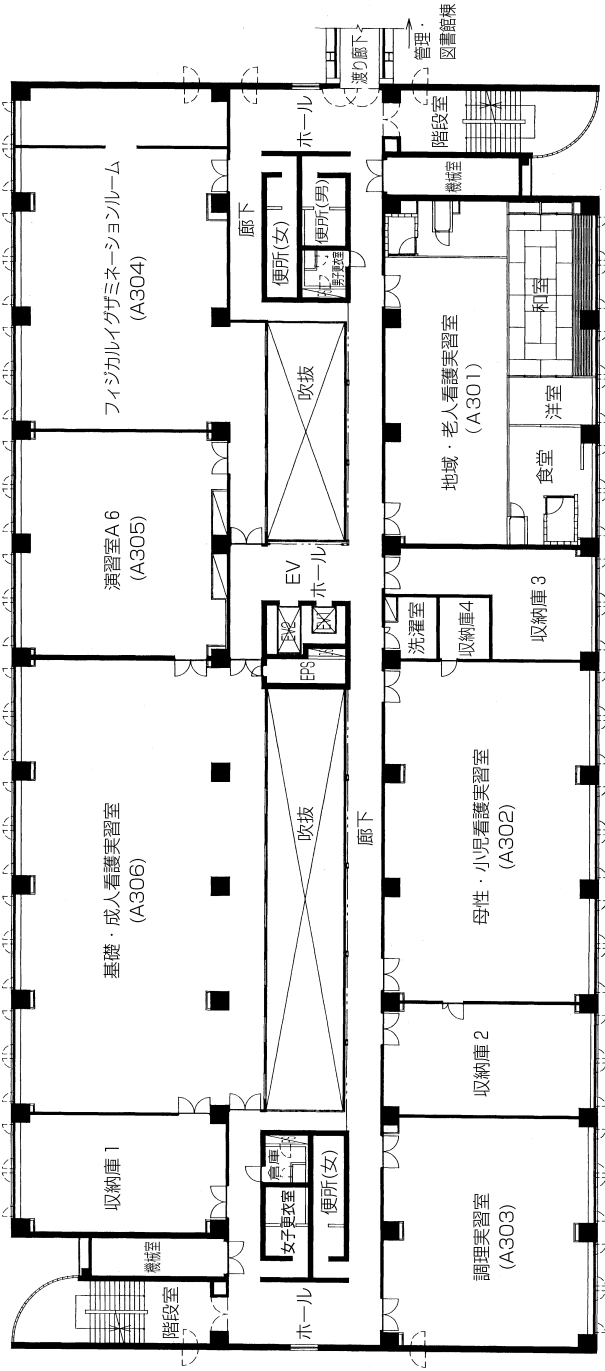 管理・
図書館棟
渡り廊下
階段室
ホール
機械室
便所(男)
便所(女)
廊下
男子更衣室
フィジカルイグザミネーションルーム
(A304)
吹抜
地域・老人看護実習室
(A301)
和室
洋室
食堂
演習室A6
(A305)
EV
ホール
EV2
EV1
EPS
洗濯室
収納庫4
収納庫3
基礎・成人看護実習室
(A306)
吹抜
廊下
母性・小児看護実習室
(A302)
収納庫2
収納庫1
倉庫
女子更衣室
便所(女)
調理実習室
(A303)
機械室
階段室
ホール